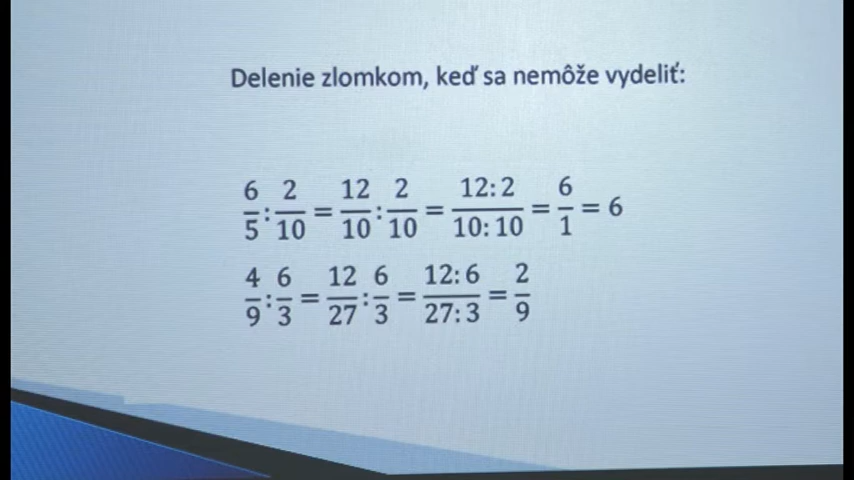 Delenie zlomkom, keď sa nemôže vydeliť:
6/5 : 2/10 = 12/10 : 2/10 = 12:2/10:10 = 6/1 = 6
4/9 : 6/3 = 12/27 : 6/3 = 12:6/27:3 = 2/9